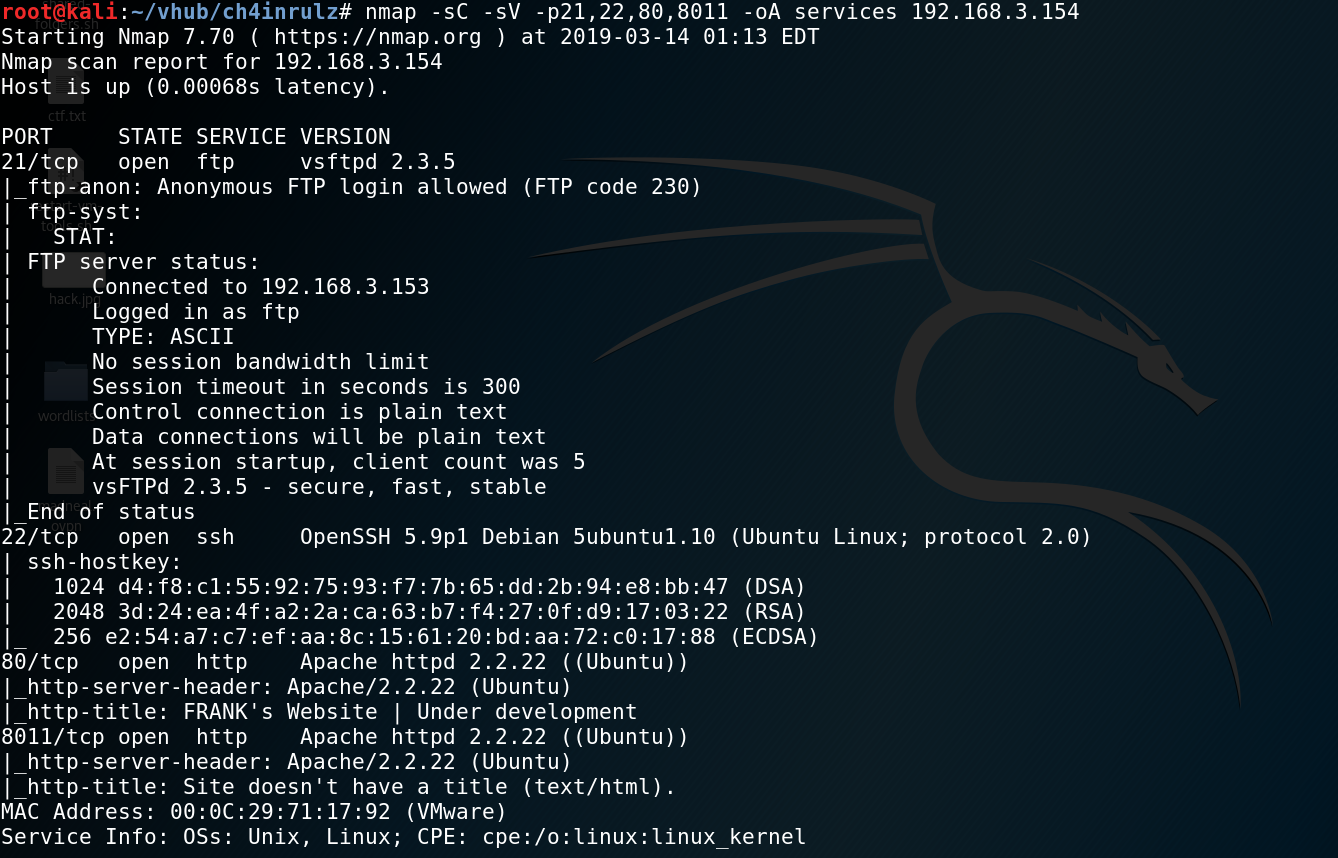 root@kali:~/vhub/ch4inrulz# nmap -sC -sV -p21,22,80,8011 -oA services 192.168.3.154
Starting Nmap 7.70 ( https://nmap.org ) at 2019-03-14 01:13 EDT
Nmap scan report for 192.168.3.154
Host is up (0.00068s latency).
PORT     STATE SERVICE VERSION
21/tcp   open  ftp     vsftpd 2.3.5
|_ftp-anon: Anonymous FTP login allowed (FTP code 230)
| ftp-syst:
|   STAT:
| FTP server status:
|      Connected to 192.168.3.153
|      Logged in as ftp
|      TYPE: ASCII
|      No session bandwidth limit
|      Session timeout in seconds is 300
|      Control connection is plain text
|      Data connections will be plain text
|      At session startup, client count was 5
|      vsFTPd 2.3.5 - secure, fast, stable
|_End of status
22/tcp   open  ssh     OpenSSH 5.9p1 Debian 5ubuntu1.10 (Ubuntu Linux; protocol 2.0)
| ssh-hostkey:
|   1024 d4:f8:c1:55:92:75:93:f7:7b:65:dd:2b:94:e8:bb:47 (DSA)
|   2048 3d:24:ea:4f:a2:2a:ca:63:b7:f4:27:0f:d9:17:03:22 (RSA)
|_  256 e2:54:a7:c7:ef:aa:8c:15:61:20:bd:aa:72:c0:17:88 (ECDSA)
80/tcp   open  http    Apache httpd 2.2.22 ((Ubuntu))
|_http-server-header: Apache/2.2.22 (Ubuntu)
|_http-title: FRANK's Website | Under development
8011/tcp open  http    Apache httpd 2.2.22 ((Ubuntu))
|_http-server-header: Apache/2.2.22 (Ubuntu)
|_http-title: Site doesn't have a title (text/html).
MAC Address: 00:0C:29:71:17:92 (VMware)
Service Info: OSs: Unix, Linux; CPE: cpe:/o:linux:linux_kernel
folders.sh
ctf.txt
hack.jpg
wordlists
ovpn